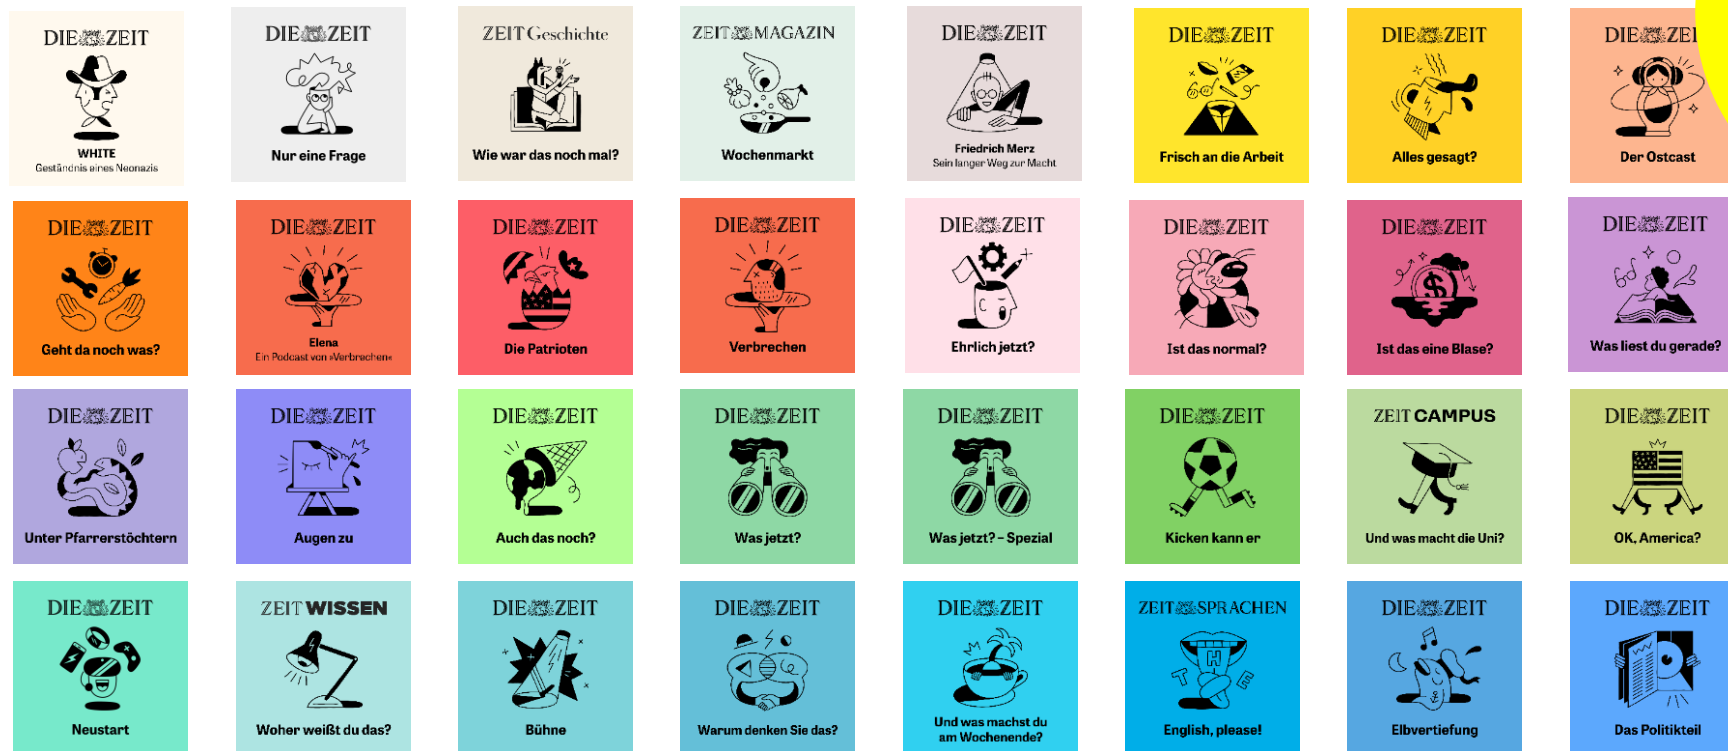 DIE ZEIT
WHITE
Geständnis eines Neonazis
DIE ZEIT
Nur eine Frage
ZEIT Geschichte
Wie war das noch mal?
ZEIT MAGAZIN
Wochenmarkt
DIE ZEIT
Friedrich Merz
Sein langer Weg zur Macht
DIE ZEIT
Frisch an die Arbeit
DIE ZEIT
Alles gesagt?
DIE ZEI
Der Ostcast
DIE ZEIT
Geht da noch was?
DIE ZEIT
Elena
Ein Podcast von »Verbrechen«
DIE ZEIT
Die Patrioten
DIE ZEIT
Verbrechen
DIE ZEIT
Ehrlich jetzt?
DIE ZEIT
Ist das normal?
DIE ZEIT
$
Ist das eine Blase?
DIE ZEIT
Was liest du gerade?
DIE ZEIT
Unter Pfarrerstöchtern
DIE ZEIT
Augen zu
DIE ZEIT
Auch das noch?
DIE ZEIT
Was jetzt?
DIE ZEIT
Was jetzt? – Spezial
DIE ZEIT
Kicken kann er
ZEIT CAMPUS
Und was macht die Uni?
DIE ZEIT
OK, America?
DIE ZEIT
Neustart
ZEIT WISSEN
Woher weißt du das?
DIE ZEIT
Bühne
DIE ZEIT
Warum denken Sie das?
DIE ZEIT
Und was machst du
am Wochenende?
ZEIT SPRACHEN
T H E
English, please!
DIE ZEIT
Elbvertiefung
DIE ZEIT
Das Politikteil